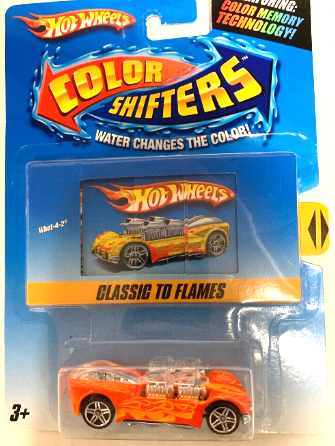 HOT WHEELS
COLOR MEMORY
TECHNOLOGY!
COLOR
SHIFTERS™
WATER CHANGES THE COLOR!
What-4-2®
HOT WHEELS
CLASSIC TO FLAMES
3+